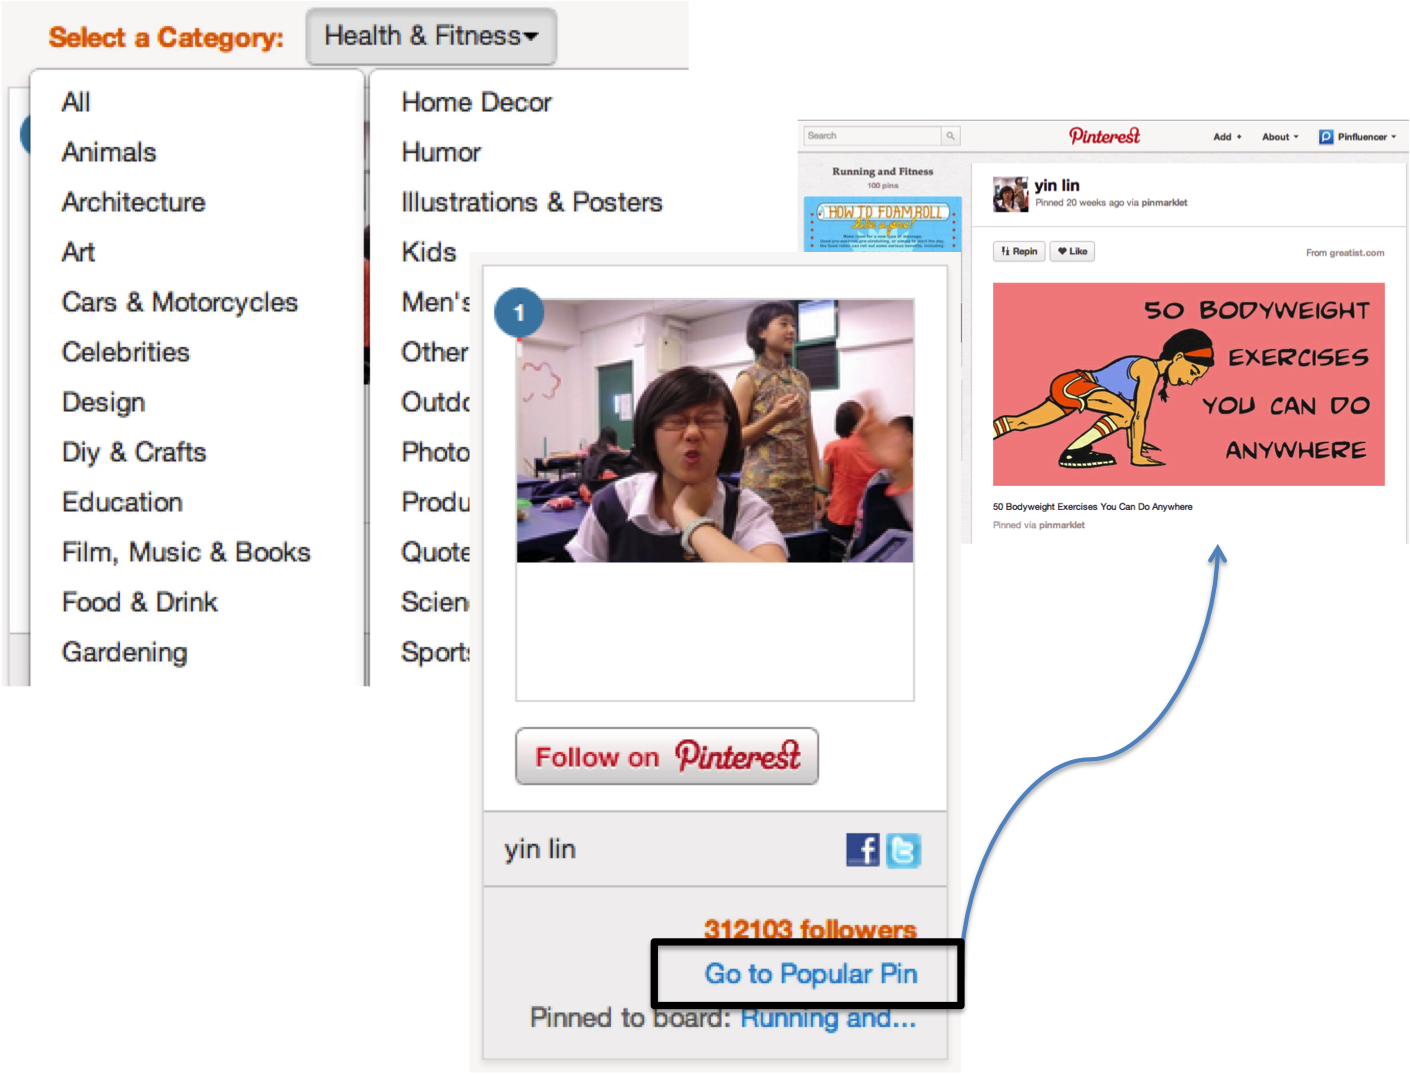 Select a Category: Health & Fitness
All
Animals
Architecture
Art
Cars & Motorcycles
Celebrities
Design
Diy & Crafts
Education
Film, Music & Books
Food & Drink
Gardening
Home Decor
Humor
Illustrations & Posters
Kids
Men's
Other
Outdo
Photo
Produ
Quote
Scien
Sports
1
Follow on Pinterest
yin lin
f t
312103 followers
Go to Popular Pin
Pinned to board: Running and...
Search
Pinterest
Add +
About
Pinfluencer
Running and Fitness
100 pins
HOW TO FOAM ROLL
like a pro!
yin lin
Pinned 20 weeks ago via pinmarklet
Repin
Like
From greatist.com
50 BODYWEIGHT
EXERCISES
YOU CAN DO
ANYWHERE
50 Bodyweight Exercises You Can Do Anywhere
Pinned via pinmarklet